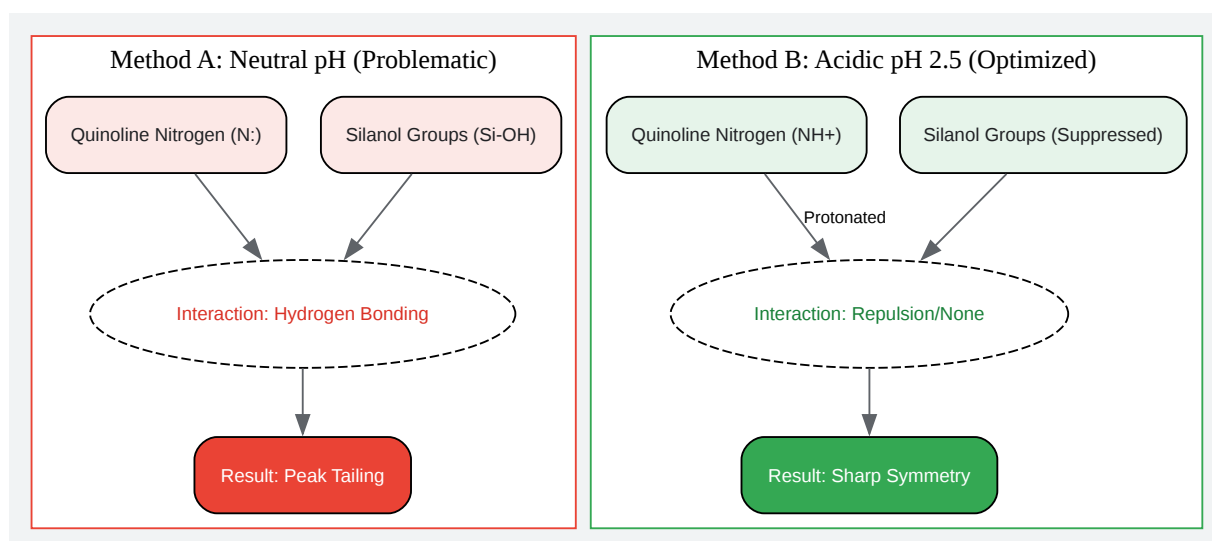 Method A: Neutral pH (Problematic)
Quinoline Nitrogen (N:)
Silanol Groups (Si-OH)
Interaction: Hydrogen Bonding
Result: Peak Tailing
Method B: Acidic pH 2.5 (Optimized)
Quinoline Nitrogen (NH+)
Silanol Groups (Suppressed)
Protonated
Interaction: Repulsion/None
Result: Sharp Symmetry